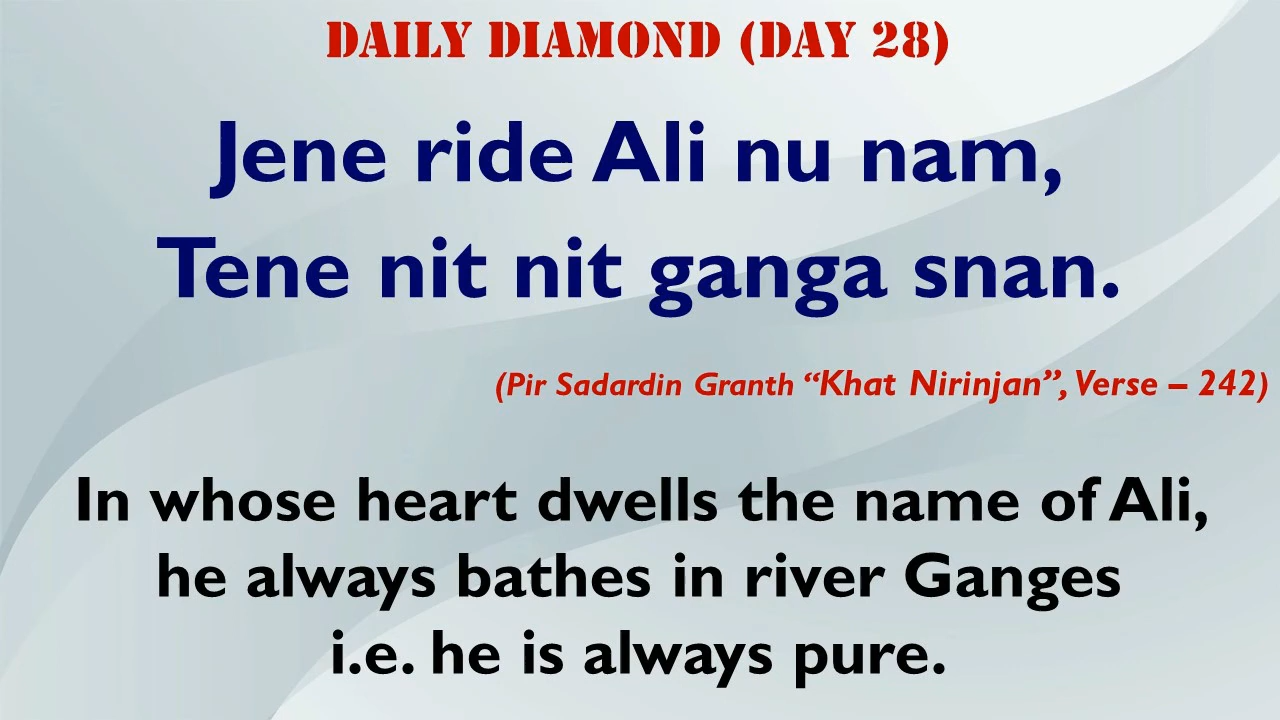 DAILY DIAMOND (DAY 28)
Jene ride Ali nu nam,
Tene nit nit ganga snan.
(Pir Sadardin Granth “Khat Nirinjan”, Verse – 242)
In whose heart dwells the name of Ali,
he always bathes in river Ganges
i.e. he is always pure.